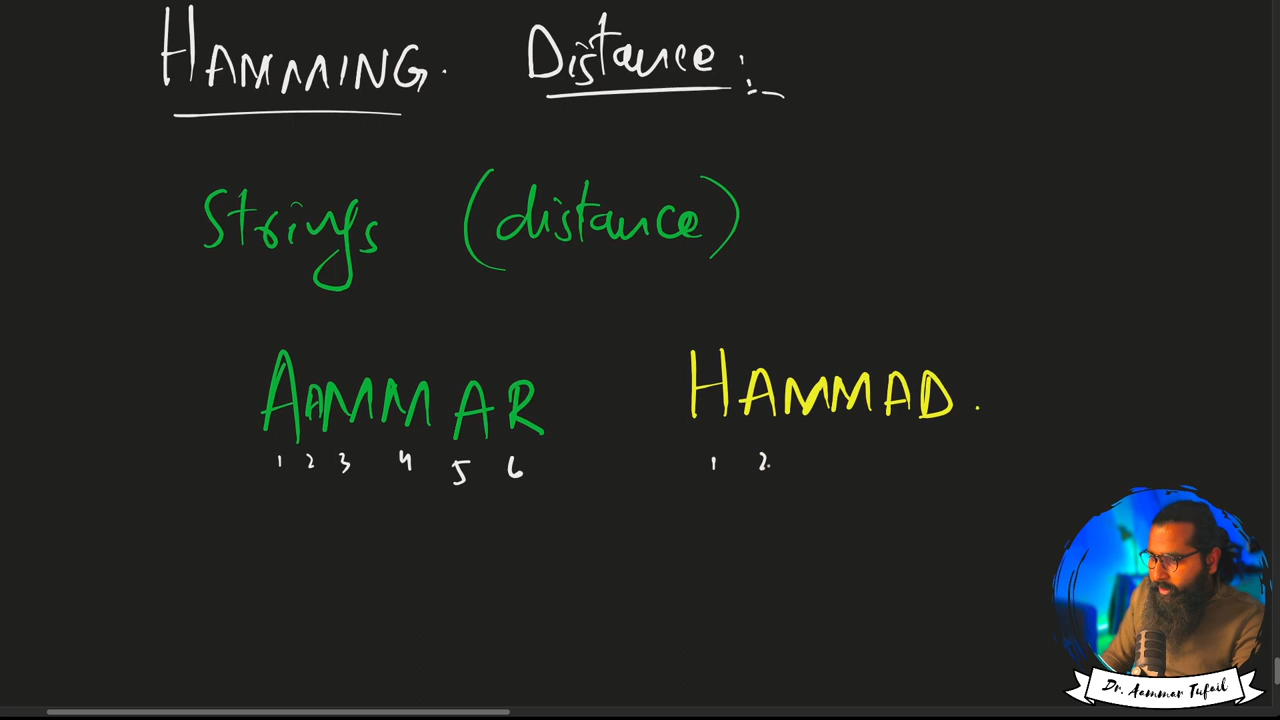 HAMMING. Distance :-
Strings (distance)
AAMMAR HAMMAD.
1 2 3 4 5 6 1 2
Dr. Aammar Tufail